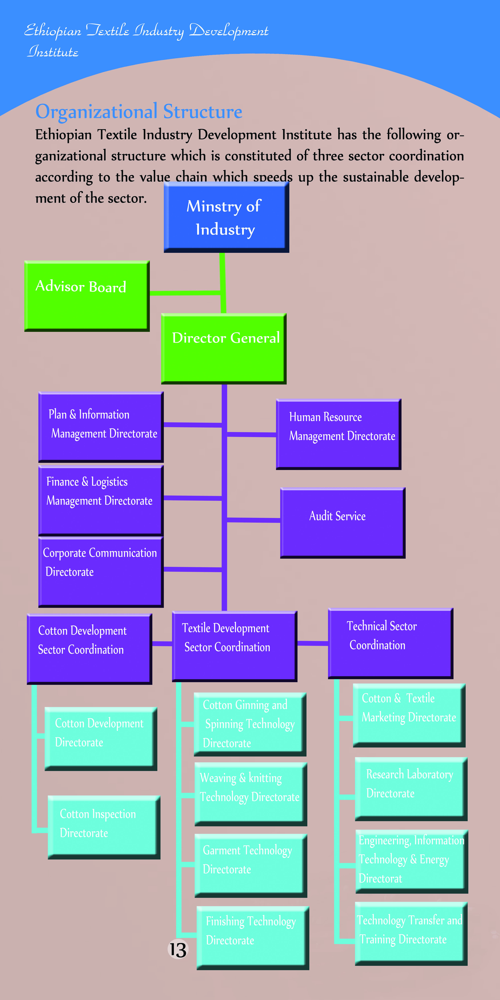 Ethiopian Textile Industry Development
Institute
Organizational Structure
Ethiopian Textile Industry Development Institute has the following or-
ganizational structure which is constituted of three sector coordination
according to the value chain which speeds up the sustainable develop-
ment of the sector.
Minstry of
Industry
Advisor Board
Director General
Plan & Information
Management Directorate
Human Resource
Management Directorate
Finance & Logistics
Management Directorate
Audit Service
Corporate Communication
Directorate
Cotton Development
Sector Coordination
Textile Development
Sector Coordination
Technical Sector
Coordination
Cotton Development
Directorate
Cotton Inspection
Directorate
Cotton Ginning and
Spinning Technology
Directorate
Weaving & knitting
Technology Directorate
Garment Technology
Directorate
Finishing Technology
Directorate
Cotton & Textile
Marketing Directorate
Research Laboratory
Directorate
Engineering, Information
Technology & Energy
Directorat
Technology Transfer and
Training Directorate
13